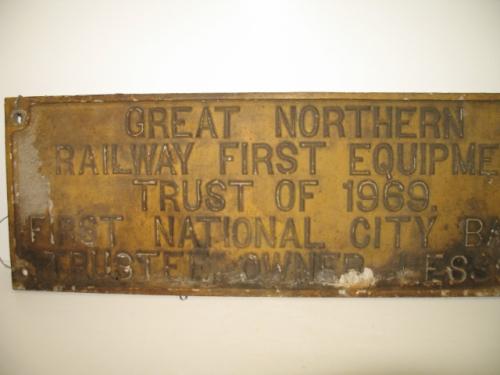 GREAT NORTHERN
RAILWAY FIRST EQUIPME
TRUST OF 1969.
FIRST NATIONAL CITY BA
TRUSTEE OWNER LESS